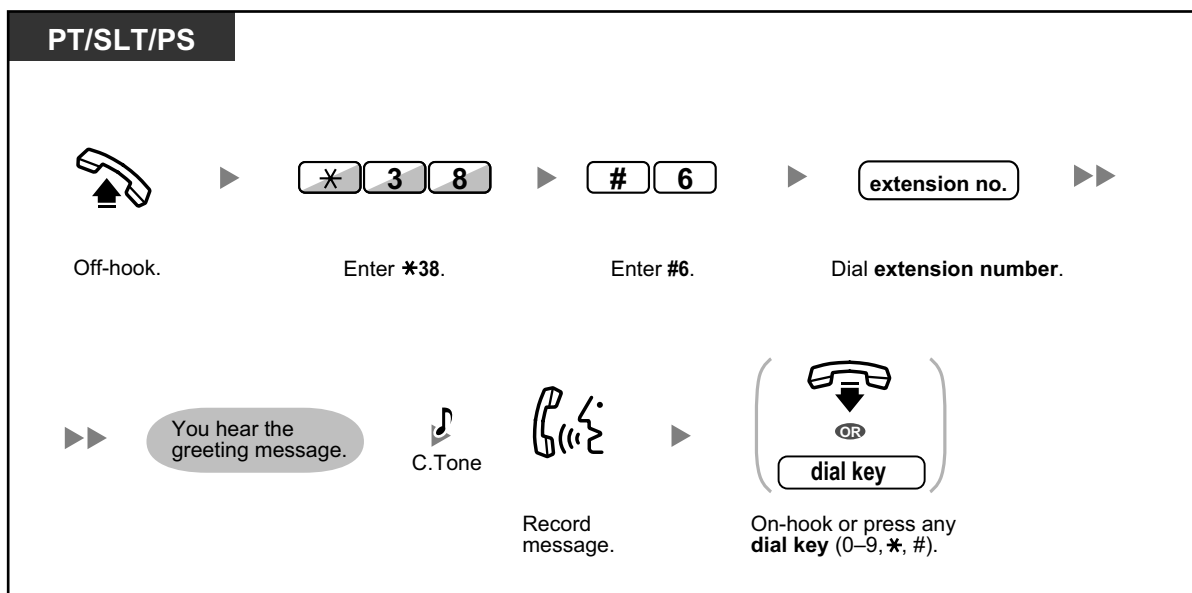 PT/SLT/PS
* 3 8 # 6 extension no.
Off-hook. Enter *38. Enter #6. Dial extension number.
You hear the
greeting message.
C.Tone
OR
dial key
Record
message.
On-hook or press any
dial key (0–9, *, #).